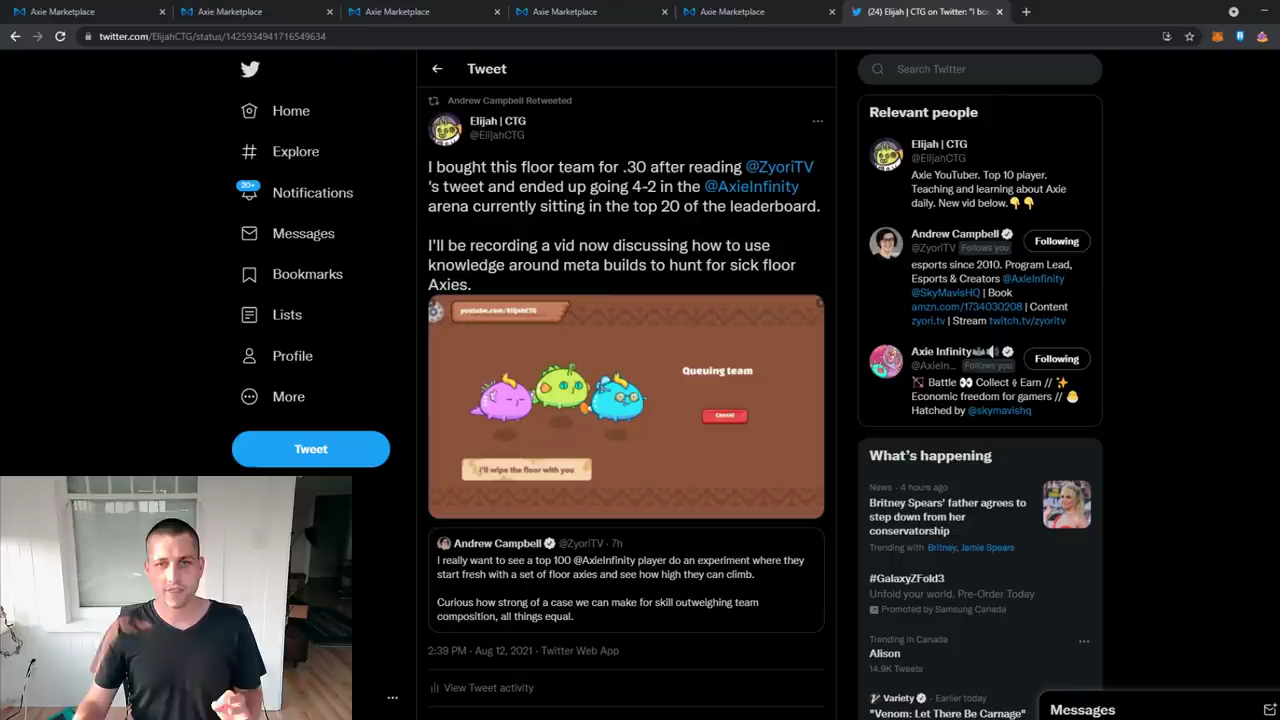 Axie Marketplace
Axie Marketplace
Axie Marketplace
Axie Marketplace
Axie Marketplace
(24) Elijah | CTG on Twitter: "I bou
twitter.com/ElijahCTG/status/1425934941716549634
Home
Explore
20+
Notifications
Messages
Bookmarks
Lists
Profile
More
Tweet
Tweet
Andrew Campbell Retweeted
Elijah | CTG
@ElijahCTG
I bought this floor team for .30 after reading @ZyoriTV
's tweet and ended up going 4-2 in the @AxieInfinity
arena currently sitting in the top 20 of the leaderboard.
I'll be recording a vid now discussing how to use
knowledge around meta builds to hunt for sick floor
Axies.
youtube.com/ElijahCTG
Queuing team
Cancel
I'll wipe the floor with you
Andrew Campbell @ZyoriTV · 7h
I really want to see a top 100 @AxieInfinity player do an experiment where they
start fresh with a set of floor axies and see how high they can climb.
Curious how strong of a case we can make for skill outweighing team
composition, all things equal.
2:39 PM · Aug 12, 2021 · Twitter Web App
View Tweet activity
Search Twitter
Relevant people
Elijah | CTG
@ElijahCTG
Axie YouTuber. Top 10 player.
Teaching and learning about Axie
daily. New vid below.
Andrew Campbell
@ZyoriTV Follows you
Following
esports since 2010. Program Lead,
Esports & Creators @AxieInfinity
@SkyMavisHQ | Book
amzn.com/1734030208 | Content
zyori.tv | Stream twitch.tv/zyoritv
Axie Infinity
@AxieIn... Follows you
Following
Battle Collect Earn //
Economic freedom for gamers //
Hatched by @skymavishq
What's happening
News · 4 hours ago
Britney Spears' father agrees to
step down from her
conservatorship
Trending with Britney, Jamie Spears
#GalaxyZFold3
Unfold your world. Pre-Order Today
Promoted by Samsung Canada
Trending in Canada
Alison
14.9K Tweets
Variety · Earlier today
"Venom: Let There Be Carnage"
Messages